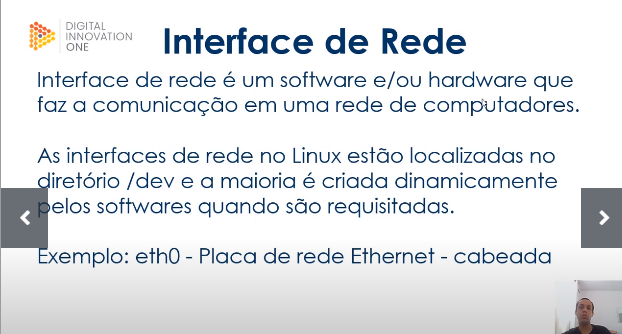 DIGITAL
INNOVATION
ONE
Interface de Rede
Interface de rede é um software e/ou hardware que
faz a comunicação em uma rede de computadores.
As interfaces de rede no Linux estão localizadas no
diretório /dev e a maioria é criada dinamicamente
pelos softwares quando são requisitadas.
Exemplo: eth0 - Placa de rede Ethernet - cabeada